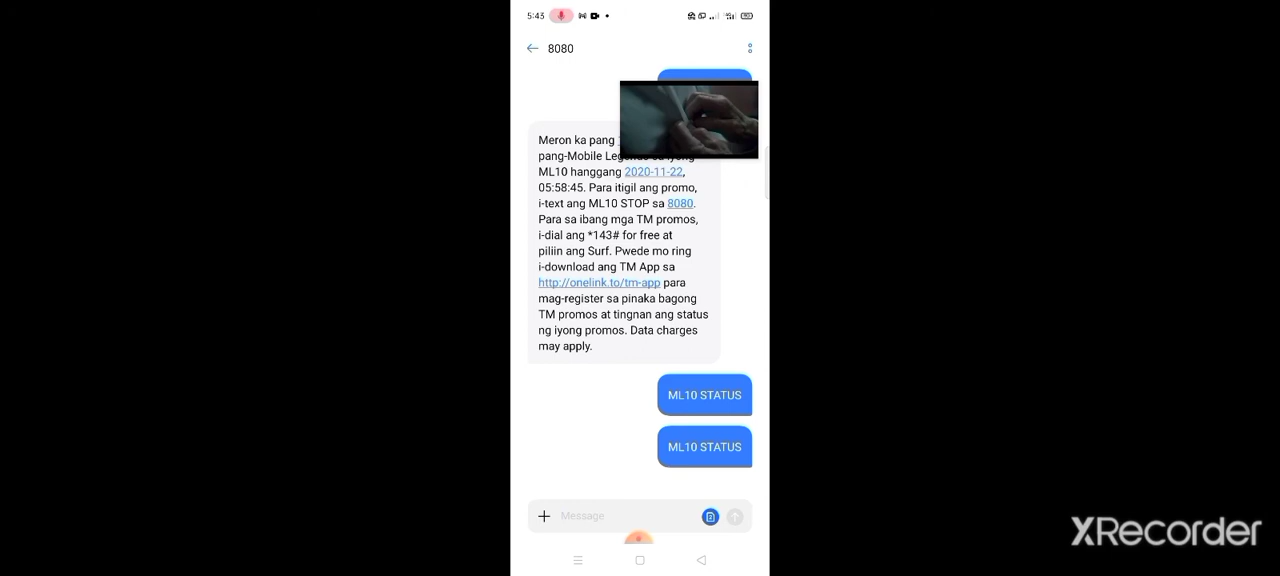 5:43
8080
Meron ka pang
pang-Mobile Legends sa iyong
ML10 hanggang 2020-11-22,
05:58:45. Para itigil ang promo,
i-text ang ML10 STOP sa 8080.
Para sa ibang mga TM promos,
i-dial ang *143# for free at
piliin ang Surf. Pwede mo ring
i-download ang TM App sa
http://onelink.to/tm-app para
mag-register sa pinaka bagong
TM promos at tingnan ang status
ng iyong promos. Data charges
may apply.
ML10 STATUS
ML10 STATUS
Message
XRecorder